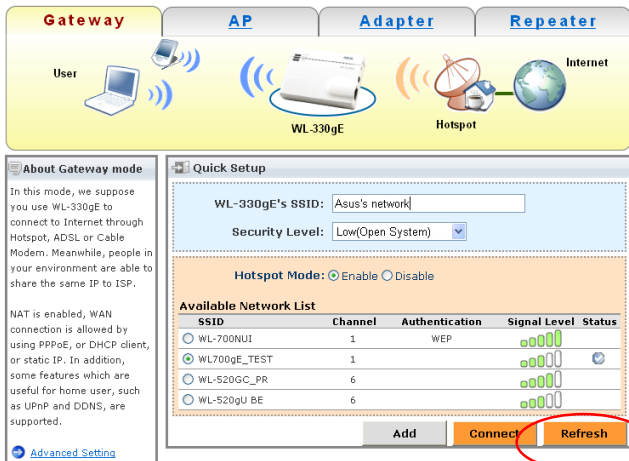 Gateway AP Adapter Repeater
User
Internet
WL-330gE
Hotspot
About Gateway mode
In this mode, we suppose
you use WL-330gE to
connect to Internet through
Hotspot, ADSL or Cable
Modem. Meanwhile, people in
your environment are able to
share the same IP to ISP.
NAT is enabled, WAN
connection is allowed by
using PPPoE, or DHCP client,
or static IP. In addition,
some features which are
useful for home user, such
as UPnP and DDNS, are
supported.
Advanced Setting
Quick Setup
WL-330gE's SSID: Asus's network
Security Level: Low(Open System)
Hotspot Mode: Enable Disable
Available Network List
SSID Channel Authentication Signal Level Status
WL-700NUI 1 WEP
WL700gE_TEST 1
WL-520GC_PR 6
WL-520gU BE 6
Add Connect Refresh